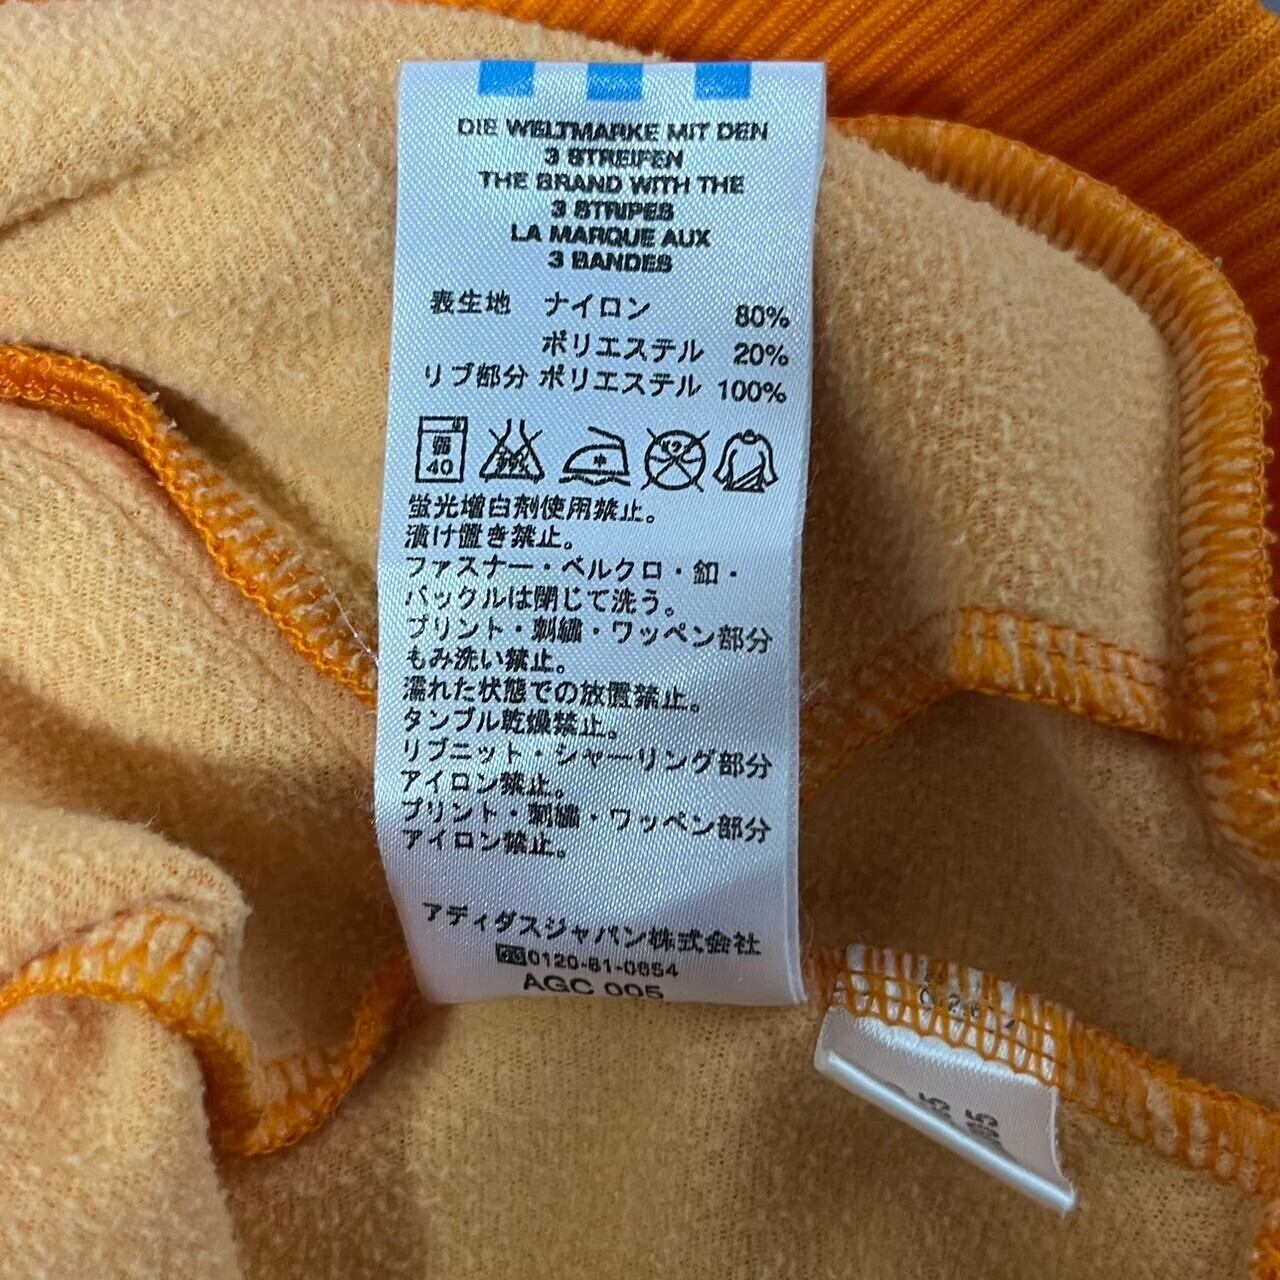 DIE WELTMARKE MIT DEN
3 STREIFEN
THE BRAND WITH THE
3 STRIPES
LA MARQUE AUX
3 BANDES
表生地 ナイロン 80%
ポリエステル 20%
リブ部分 ポリエステル 100%
弱 40 中
蛍光増白剤使用禁止。
漬け置き禁止。
ファスナー・ベルクロ・釦・
バックルは閉じて洗う。
プリント・刺繍・ワッペン部分
もみ洗い禁止。
濡れた状態での放置禁止。
タンブル乾燥禁止。
リブニット・シャーリング部分
アイロン禁止。
プリント・刺繍・ワッペン部分
アイロン禁止。
アディダスジャパン株式会社
0120-81-0654
AGC 005